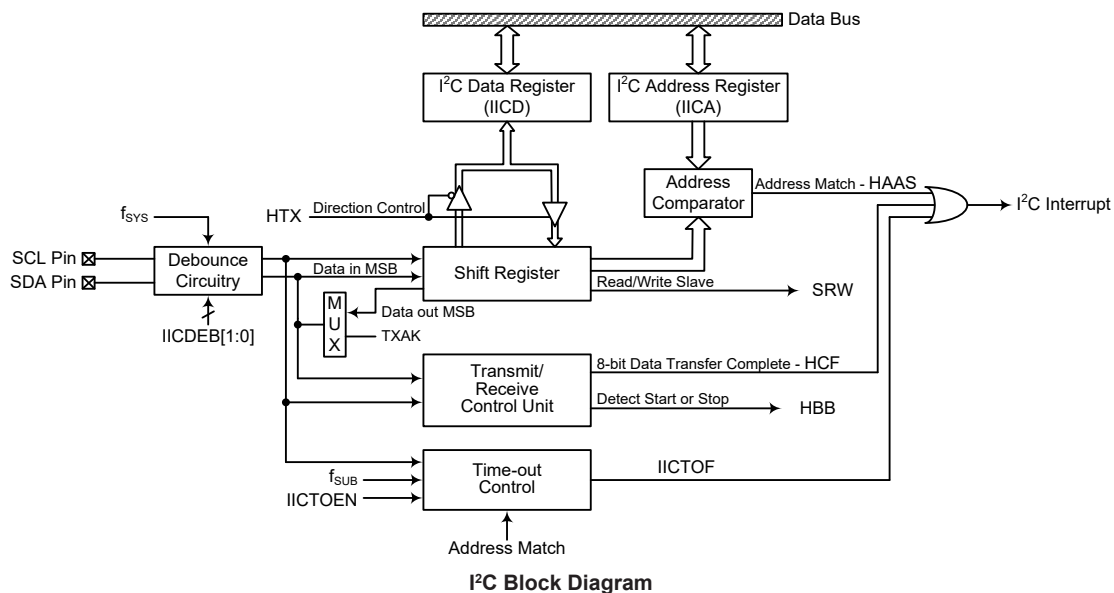 Data Bus
I²C Data Register
(IICD)
I²C Address Register
(IICA)
Address
Comparator
Address Match - HAAS
I²C Interrupt
HTX
Direction Control
fSYS
SCL Pin
SDA Pin
Debounce
Circuitry
IICDEB[1:0]
Data in MSB
Shift Register
Read/Write Slave
SRW
M
U
X
Data out MSB
TXAK
Transmit/
Receive
Control Unit
8-bit Data Transfer Complete - HCF
Detect Start or Stop
HBB
fSUB
IICTOEN
Time-out
Control
IICTOF
Address Match
I²C Block Diagram